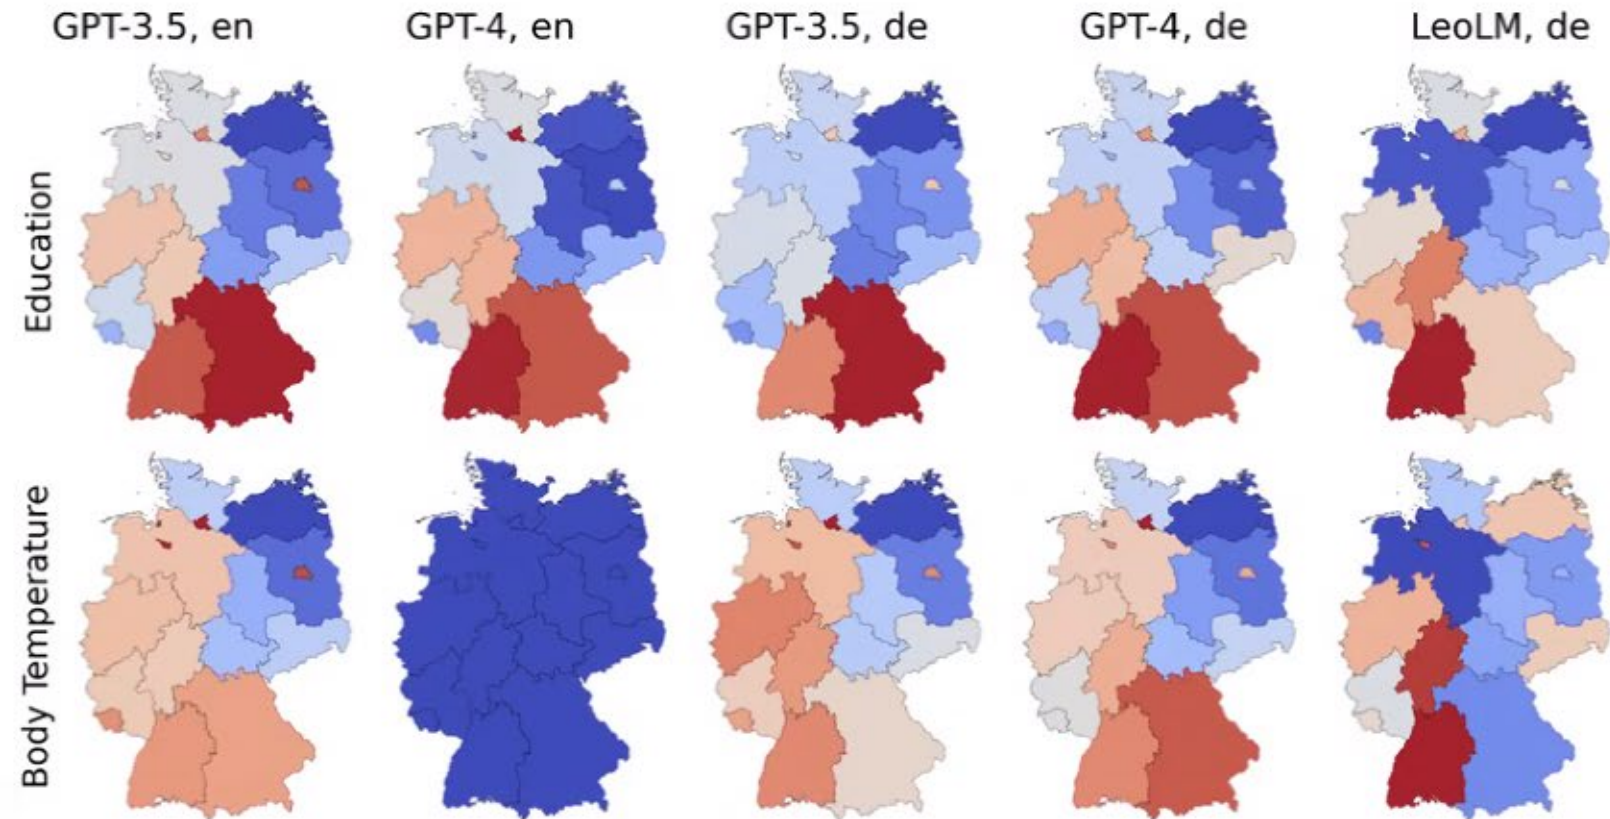 GPT-3.5, en GPT-4, en GPT-3.5, de GPT-4, de LeoLM, de
Education
Body Temperature